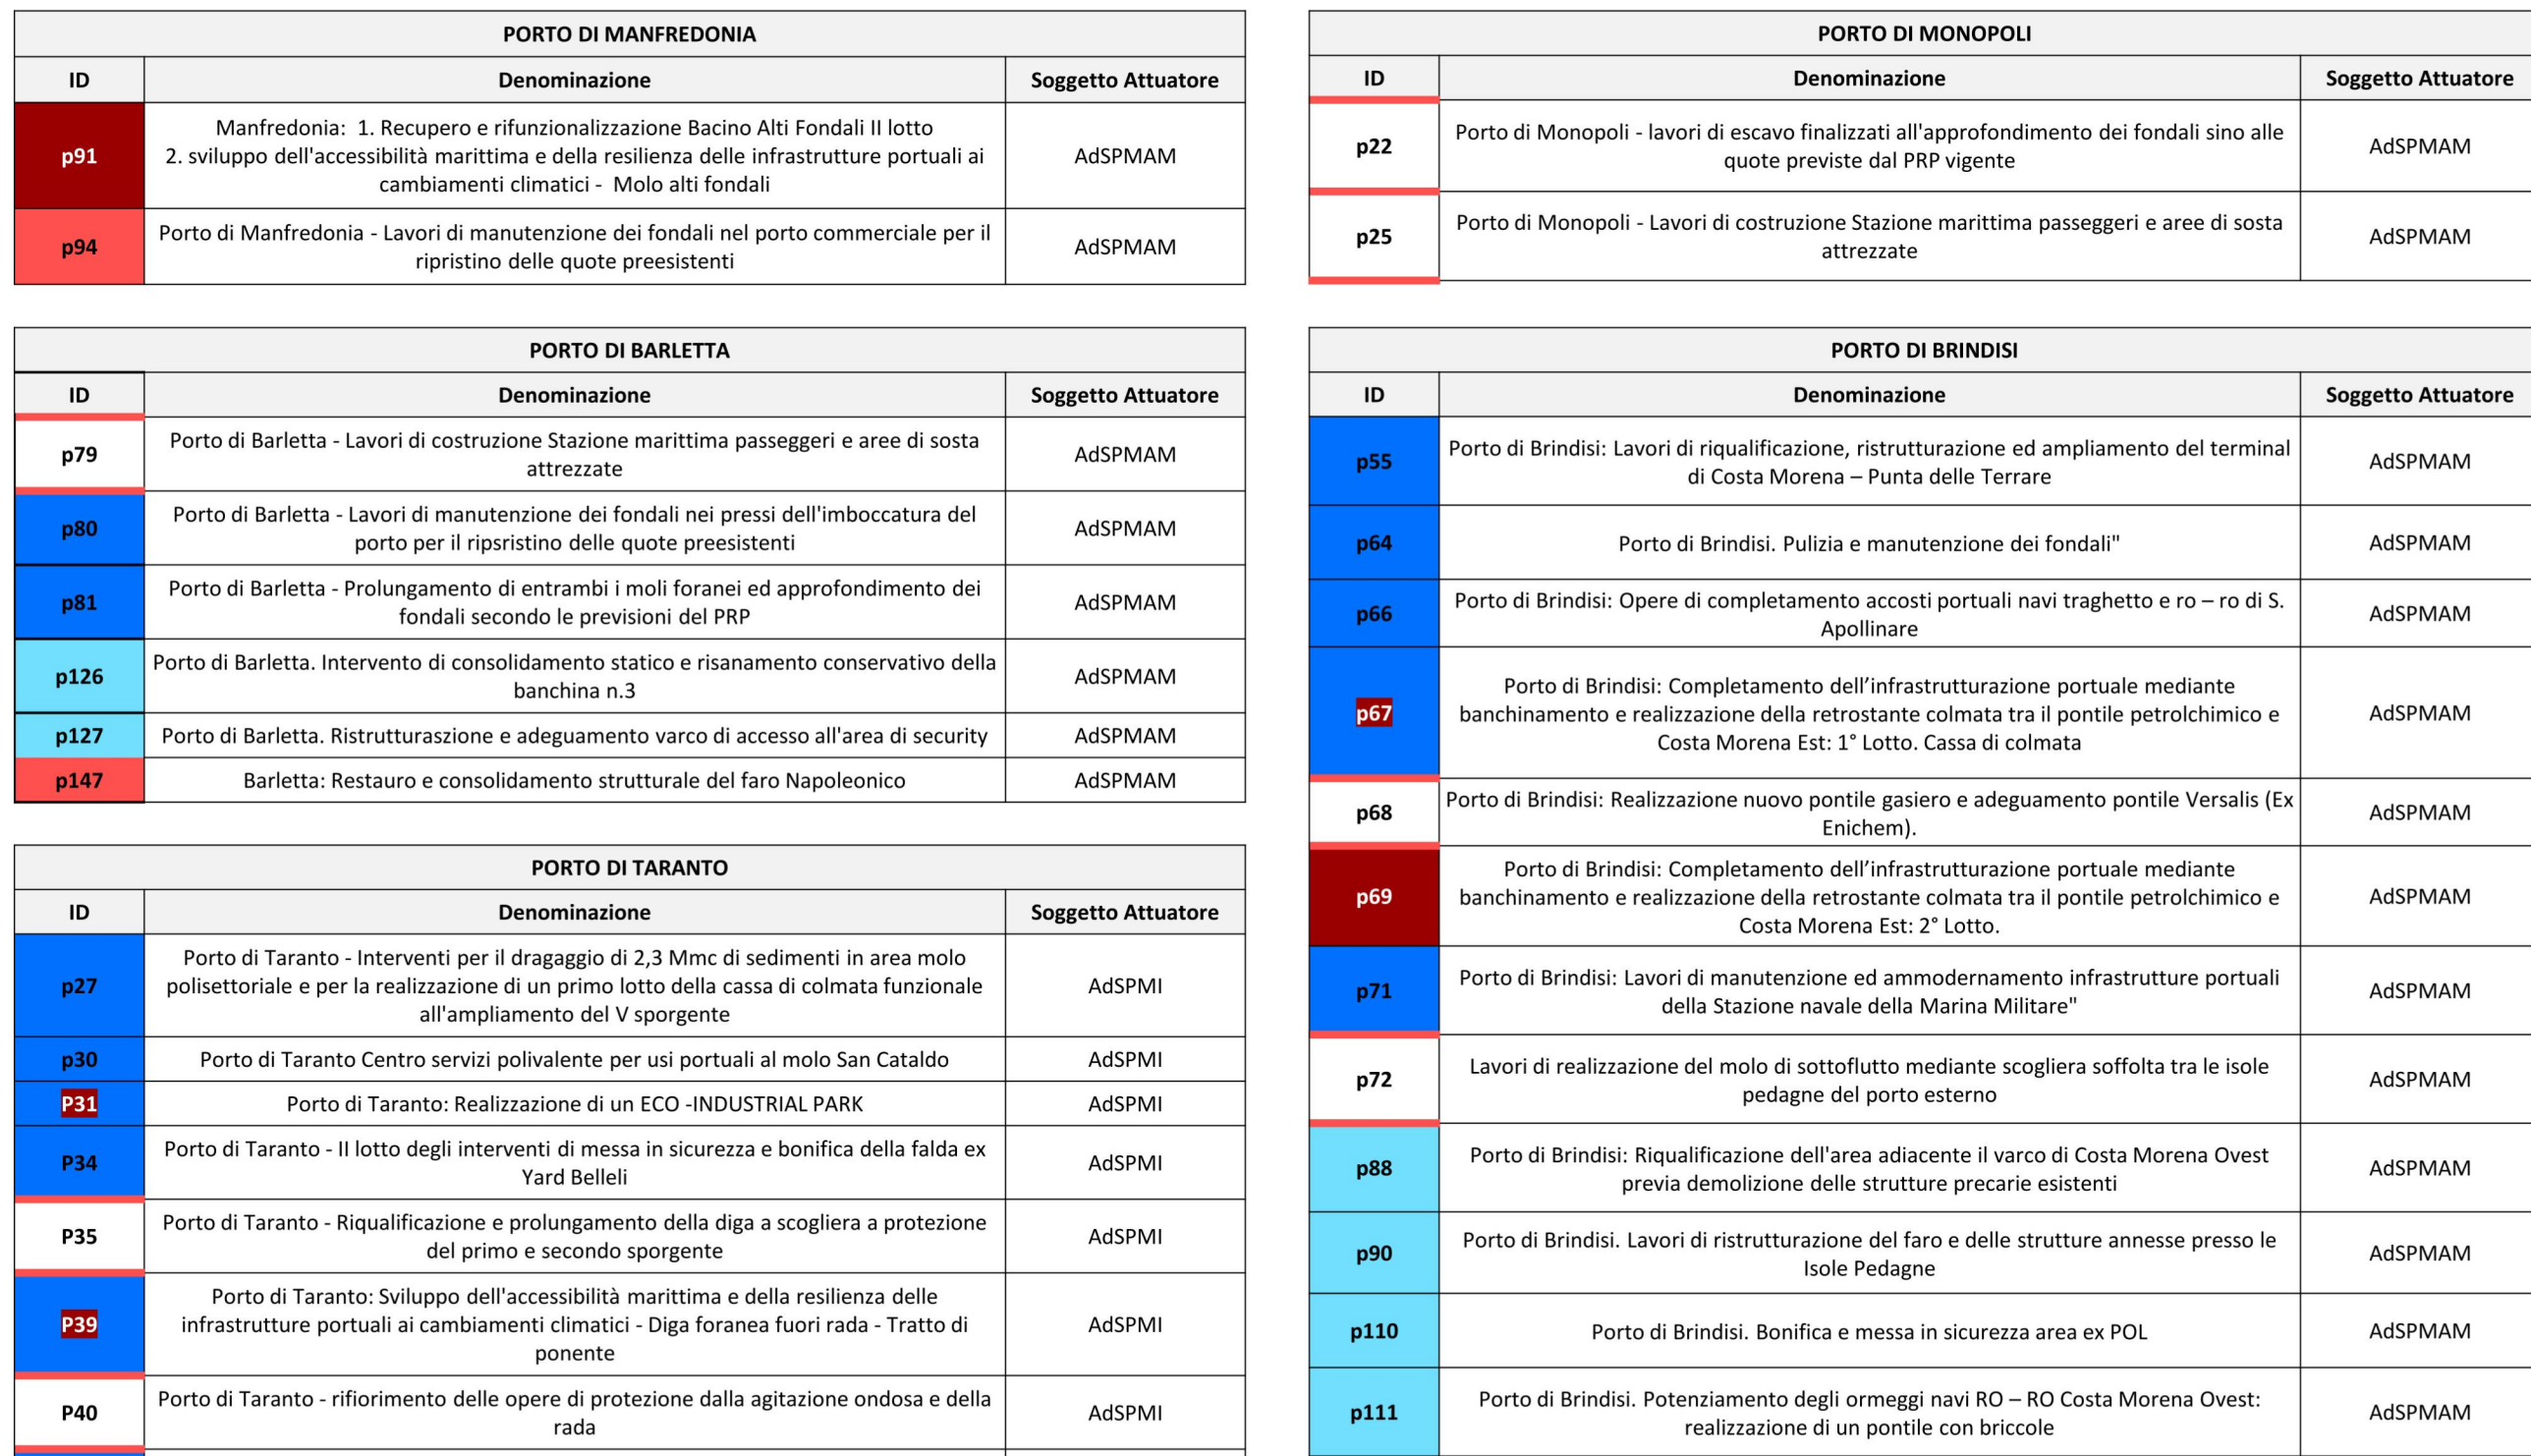 PORTO DI MANFREDONIA
ID Denominazione Soggetto Attuatore
p91 Manfredonia: 1. Recupero e rifunzionalizzazione Bacino Alti Fondali II lotto
2. sviluppo dell'accessibilità marittima e della resilienza delle infrastrutture portuali ai
cambiamenti climatici - Molo alti fondali AdSPMAM
p94 Porto di Manfredonia - Lavori di manutenzione dei fondali nel porto commerciale per il
ripristino delle quote preesistenti AdSPMAM
PORTO DI BARLETTA
ID Denominazione Soggetto Attuatore
p79 Porto di Barletta - Lavori di costruzione Stazione marittima passeggeri e aree di sosta
attrezzate AdSPMAM
p80 Porto di Barletta - Lavori di manutenzione dei fondali nei pressi dell'imboccatura del
porto per il ripsristino delle quote preesistenti AdSPMAM
p81 Porto di Barletta - Prolungamento di entrambi i moli foranei ed approfondimento dei
fondali secondo le previsioni del PRP AdSPMAM
p126 Porto di Barletta. Intervento di consolidamento statico e risanamento conservativo della
banchina n.3 AdSPMAM
p127 Porto di Barletta. Ristrutturaszione e adeguamento varco di accesso all'area di security AdSPMAM
p147 Barletta: Restauro e consolidamento strutturale del faro Napoleonico AdSPMAM
PORTO DI TARANTO
ID Denominazione Soggetto Attuatore
p27 Porto di Taranto - Interventi per il dragaggio di 2,3 Mmc di sedimenti in area molo
polisettoriale e per la realizzazione di un primo lotto della cassa di colmata funzionale
all'ampliamento del V sporgente AdSPMI
p30 Porto di Taranto Centro servizi polivalente per usi portuali al molo San Cataldo AdSPMI
P31 Porto di Taranto: Realizzazione di un ECO -INDUSTRIAL PARK AdSPMI
P34 Porto di Taranto - II lotto degli interventi di messa in sicurezza e bonifica della falda ex
Yard Belleli AdSPMI
P35 Porto di Taranto - Riqualificazione e prolungamento della diga a scogliera a protezione
del primo e secondo sporgente AdSPMI
P39 Porto di Taranto: Sviluppo dell'accessibilità marittima e della resilienza delle
infrastrutture portuali ai cambiamenti climatici - Diga foranea fuori rada - Tratto di
ponente AdSPMI
P40 Porto di Taranto - rifiorimento delle opere di protezione dalla agitazione ondosa e della
rada AdSPMI
PORTO DI MONOPOLI
ID Denominazione Soggetto Attuatore
p22 Porto di Monopoli - lavori di escavo finalizzati all'approfondimento dei fondali sino alle
quote previste dal PRP vigente AdSPMAM
p25 Porto di Monopoli - Lavori di costruzione Stazione marittima passeggeri e aree di sosta
attrezzate AdSPMAM
PORTO DI BRINDISI
ID Denominazione Soggetto Attuatore
p55 Porto di Brindisi: Lavori di riqualificazione, ristrutturazione ed ampliamento del terminal
di Costa Morena – Punta delle Terrare AdSPMAM
p64 Porto di Brindisi. Pulizia e manutenzione dei fondali" AdSPMAM
p66 Porto di Brindisi: Opere di completamento accosti portuali navi traghetto e ro – ro di S.
Apollinare AdSPMAM
p67 Porto di Brindisi: Completamento dell’infrastrutturazione portuale mediante
banchinamento e realizzazione della retrostante colmata tra il pontile petrolchimico e
Costa Morena Est: 1° Lotto. Cassa di colmata AdSPMAM
p68 Porto di Brindisi: Realizzazione nuovo pontile gasiero e adeguamento pontile Versalis (Ex
Enichem). AdSPMAM
p69 Porto di Brindisi: Completamento dell’infrastrutturazione portuale mediante
banchinamento e realizzazione della retrostante colmata tra il pontile petrolchimico e
Costa Morena Est: 2° Lotto. AdSPMAM
p71 Porto di Brindisi: Lavori di manutenzione ed ammodernamento infrastrutture portuali
della Stazione navale della Marina Militare" AdSPMAM
p72 Lavori di realizzazione del molo di sottoflutto mediante scogliera soffolta tra le isole
pedagne del porto esterno AdSPMAM
p88 Porto di Brindisi: Riqualificazione dell'area adiacente il varco di Costa Morena Ovest
previa demolizione delle strutture precarie esistenti AdSPMAM
p90 Porto di Brindisi. Lavori di ristrutturazione del faro e delle strutture annesse presso le
Isole Pedagne AdSPMAM
p110 Porto di Brindisi. Bonifica e messa in sicurezza area ex POL AdSPMAM
p111 Porto di Brindisi. Potenziamento degli ormeggi navi RO – RO Costa Morena Ovest:
realizzazione di un pontile con briccole AdSPMAM